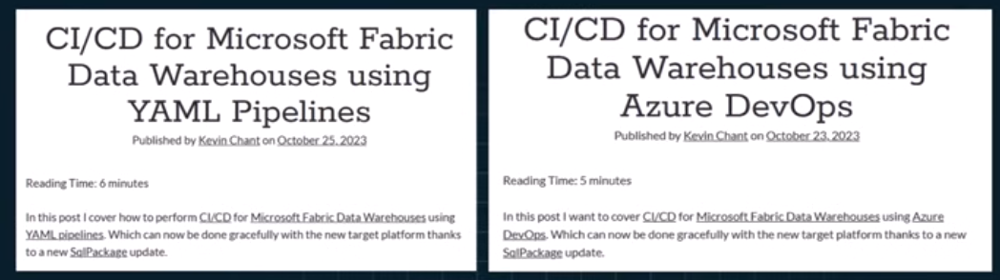 CI/CD for Microsoft Fabric
Data Warehouses using
YAML Pipelines
Published by Kevin Chant on October 25, 2023
Reading Time: 6 minutes
In this post I cover how to perform CI/CD for Microsoft Fabric Data Warehouses using
YAML pipelines. Which can now be done gracefully with the new target platform thanks
to a new SqlPackage update.
CI/CD for Microsoft Fabric
Data Warehouses using
Azure DevOps
Published by Kevin Chant on October 23, 2023
Reading Time: 5 minutes
In this post I want to cover CI/CD for Microsoft Fabric Data Warehouses using Azure
DevOps. Which can now be done gracefully with the new target platform thanks to a new
SqlPackage update.